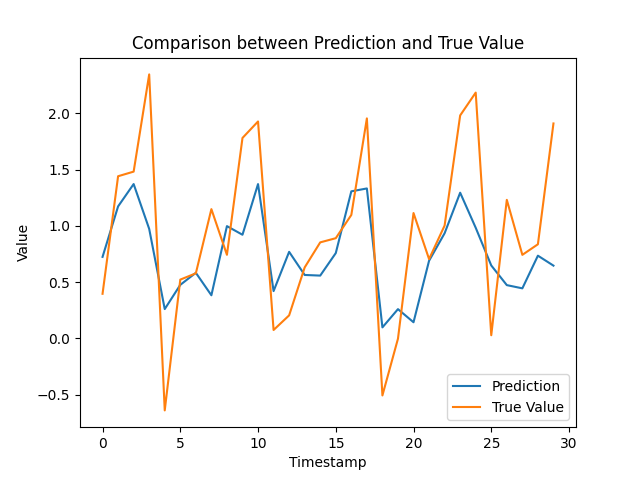 Comparison between Prediction and True Value
Value
2.0
1.5
1.0
0.5
0.0
−0.5
Prediction
True Value
0 5 10 15 20 25 30
Timestamp